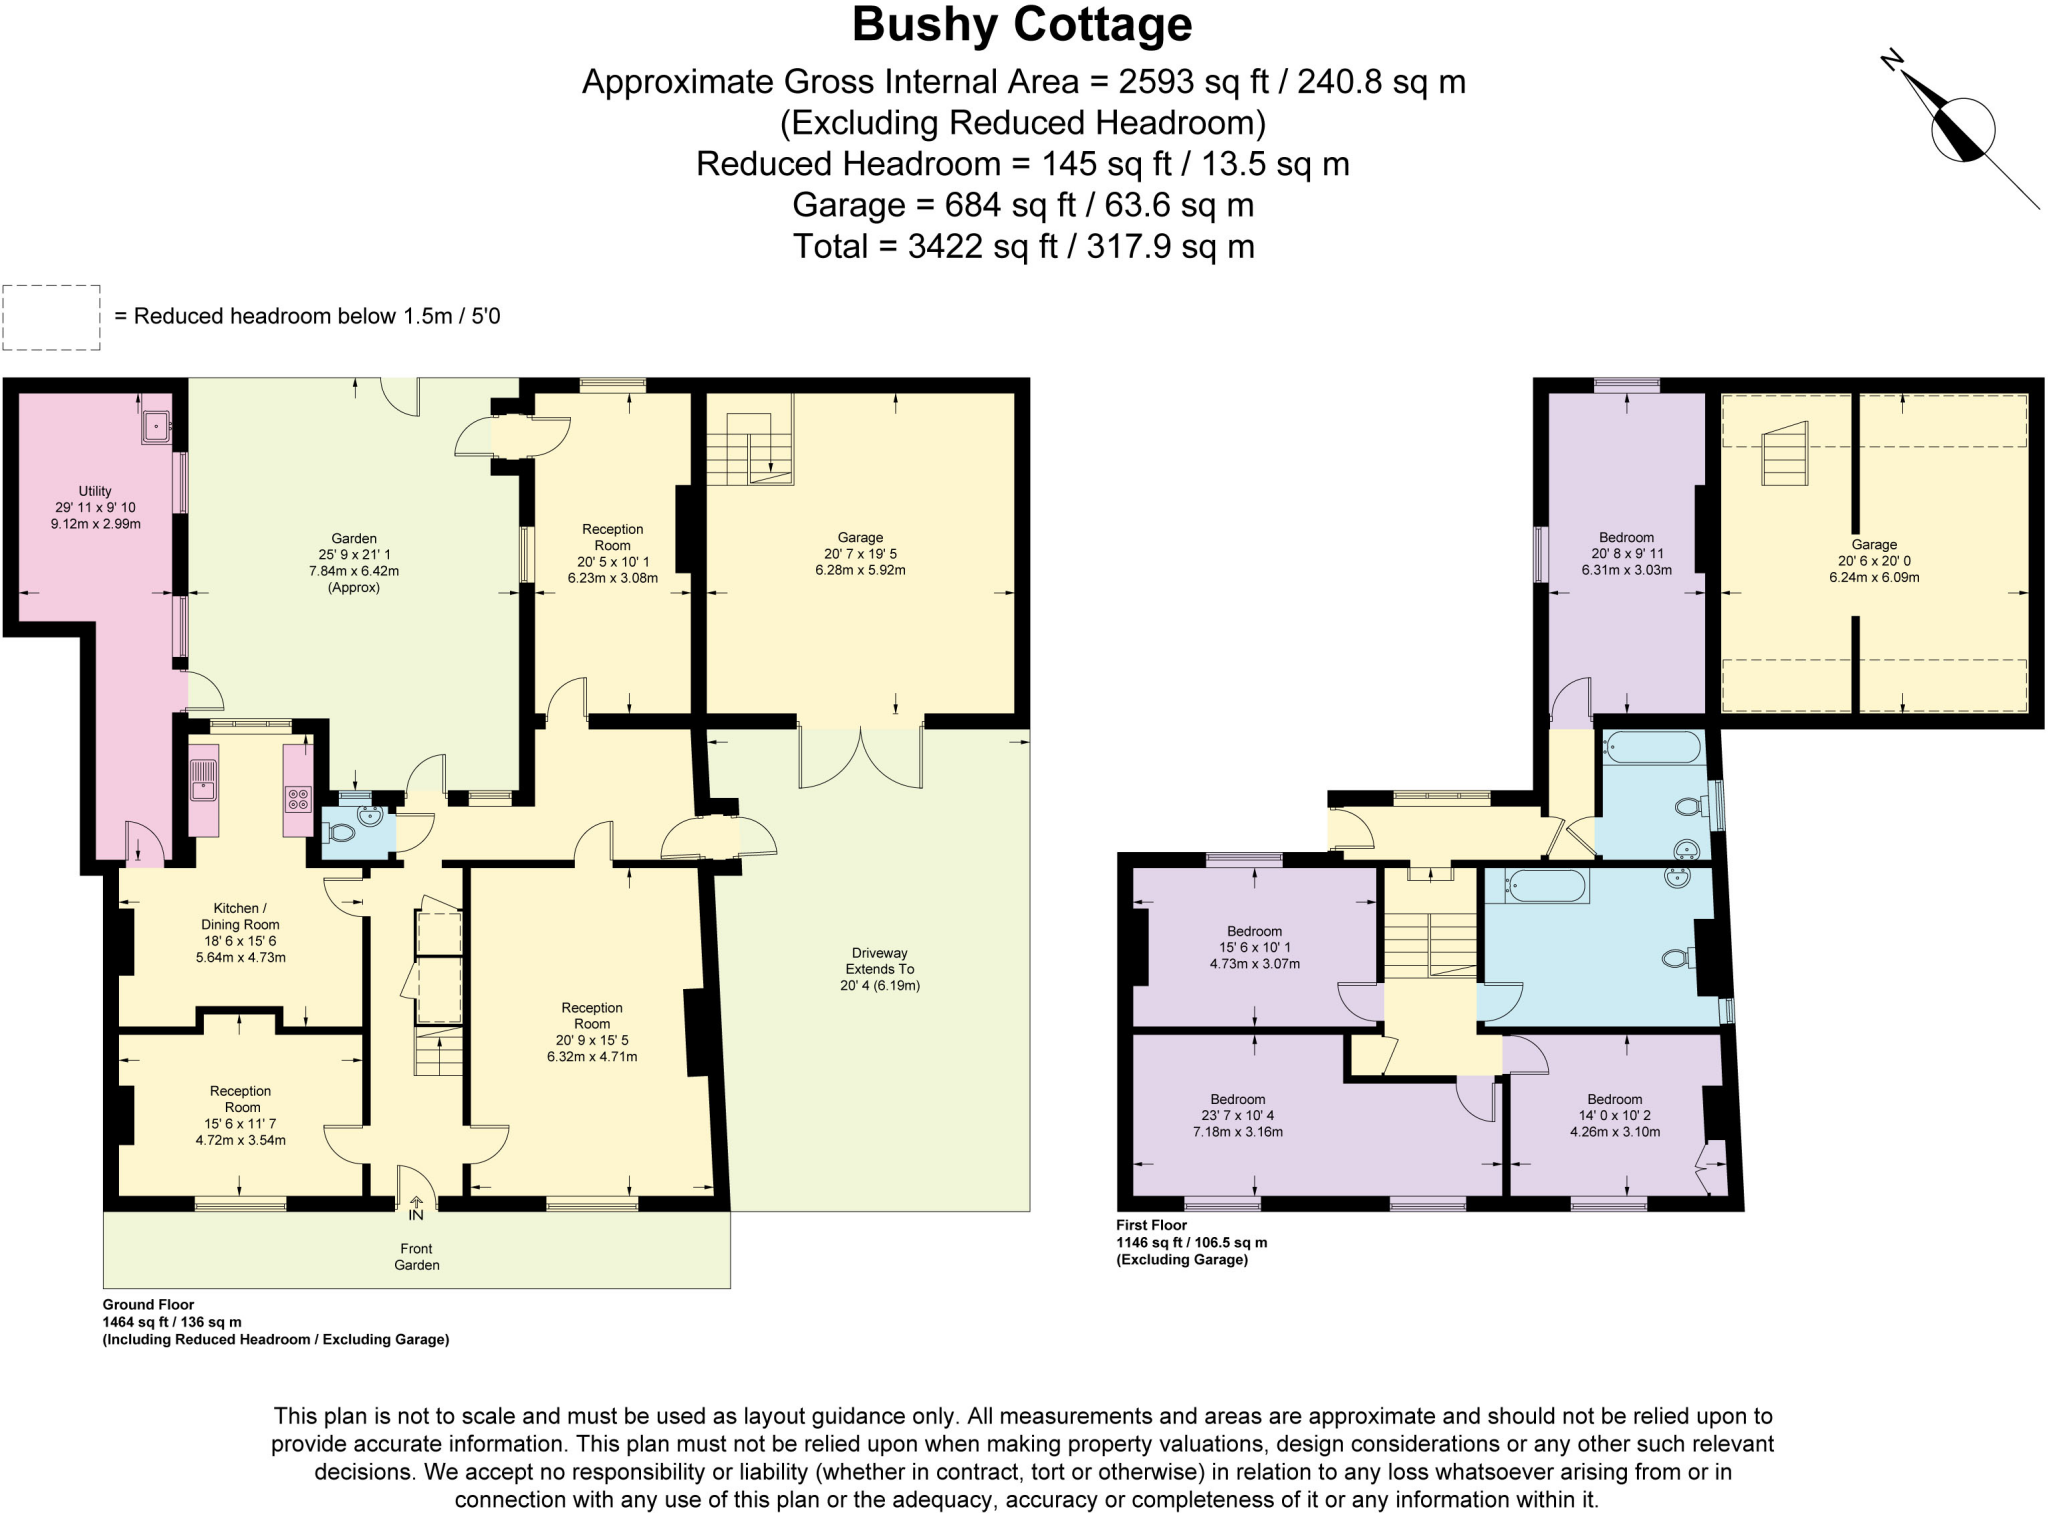 Bushy Cottage
Approximate Gross Internal Area = 2593 sq ft / 240.8 sq m
(Excluding Reduced Headroom)
Reduced Headroom = 145 sq ft / 13.5 sq m
Garage = 684 sq ft / 63.6 sq m
Total = 3422 sq ft / 317.9 sq m
N
= Reduced headroom below 1.5m / 5'0
Utility
29' 11 x 9' 10
9.12m x 2.99m
Garden
25' 9 x 21' 1
7.84m x 6.42m
(Approx)
Reception
Room
20' 5 x 10' 1
6.23m x 3.08m
Garage
20' 7 x 19' 5
6.28m x 5.92m
Kitchen /
Dining Room
18' 6 x 15' 6
5.64m x 4.73m
Reception
Room
20' 9 x 15' 5
6.32m x 4.71m
Driveway
Extends To
20' 4 (6.19m)
Reception
Room
15' 6 x 11' 7
4.72m x 3.54m
IN
Front
Garden
Ground Floor
1464 sq ft / 136 sq m
(Including Reduced Headroom / Excluding Garage)
Bedroom
20' 8 x 9' 11
6.31m x 3.03m
Garage
20' 6 x 20' 0
6.24m x 6.09m
Bedroom
15' 6 x 10' 1
4.73m x 3.07m
Bedroom
23' 7 x 10' 4
7.18m x 3.16m
Bedroom
14' 0 x 10' 2
4.26m x 3.10m
First Floor
1146 sq ft / 106.5 sq m
(Excluding Garage)
This plan is not to scale and must be used as layout guidance only. All measurements and areas are approximate and should not be relied upon to
provide accurate information. This plan must not be relied upon when making property valuations, design considerations or any other such relevant
decisions. We accept no responsibility or liability (whether in contract, tort or otherwise) in relation to any loss whatsoever arising from or in
connection with any use of this plan or the adequacy, accuracy or completeness of it or any information within it.